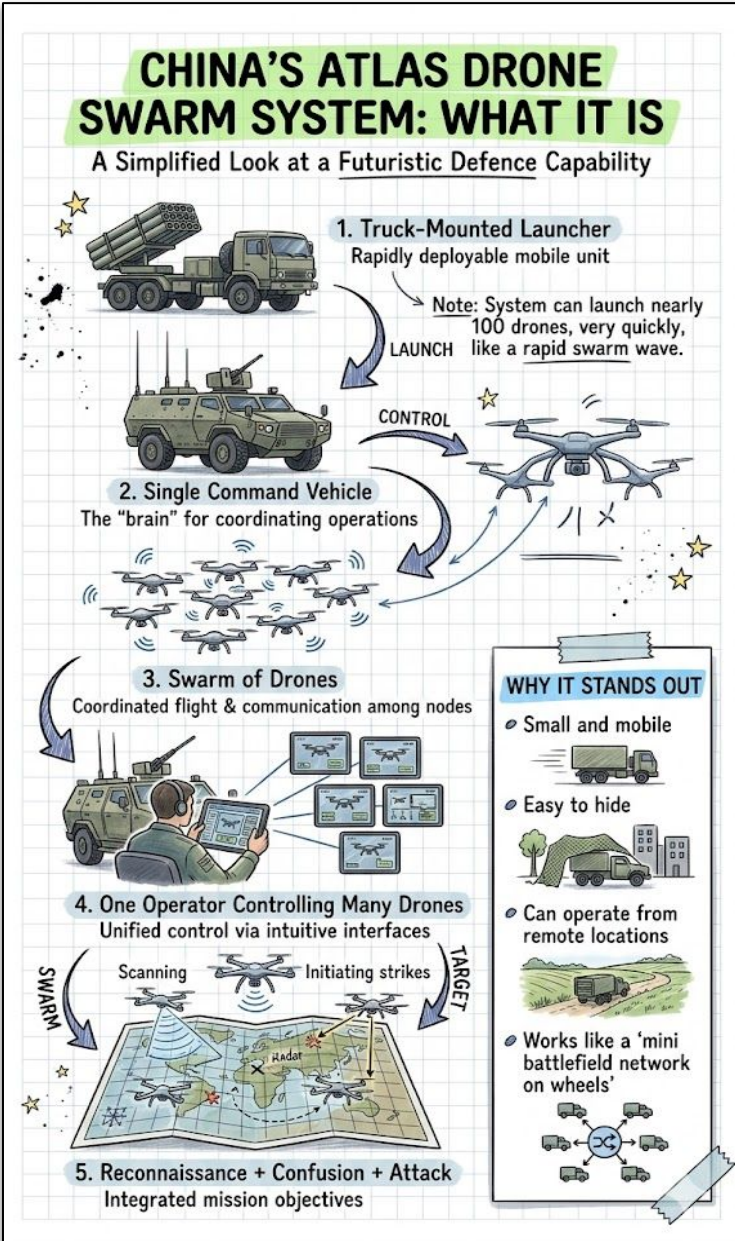 CHINA'S ATLAS DRONE
SWARM SYSTEM: WHAT IT IS
A Simplified Look at a Futuristic Defence Capability
1. Truck-Mounted Launcher
Rapidly deployable mobile unit
Note: System can launch nearly
100 drones, very quickly,
like a rapid swarm wave.
LAUNCH
CONTROL
2. Single Command Vehicle
The "brain" for coordinating operations
3. Swarm of Drones
Coordinated flight & communication among nodes
4. One Operator Controlling Many Drones
Unified control via intuitive interfaces
SWARM
Scanning
Initiating strikes
TARGET
Radar
5. Reconnaissance + Confusion + Attack
Integrated mission objectives
WHY IT STANDS OUT
Small and mobile
Easy to hide
Can operate from
remote locations
Works like a 'mini
battlefield network
on wheels'